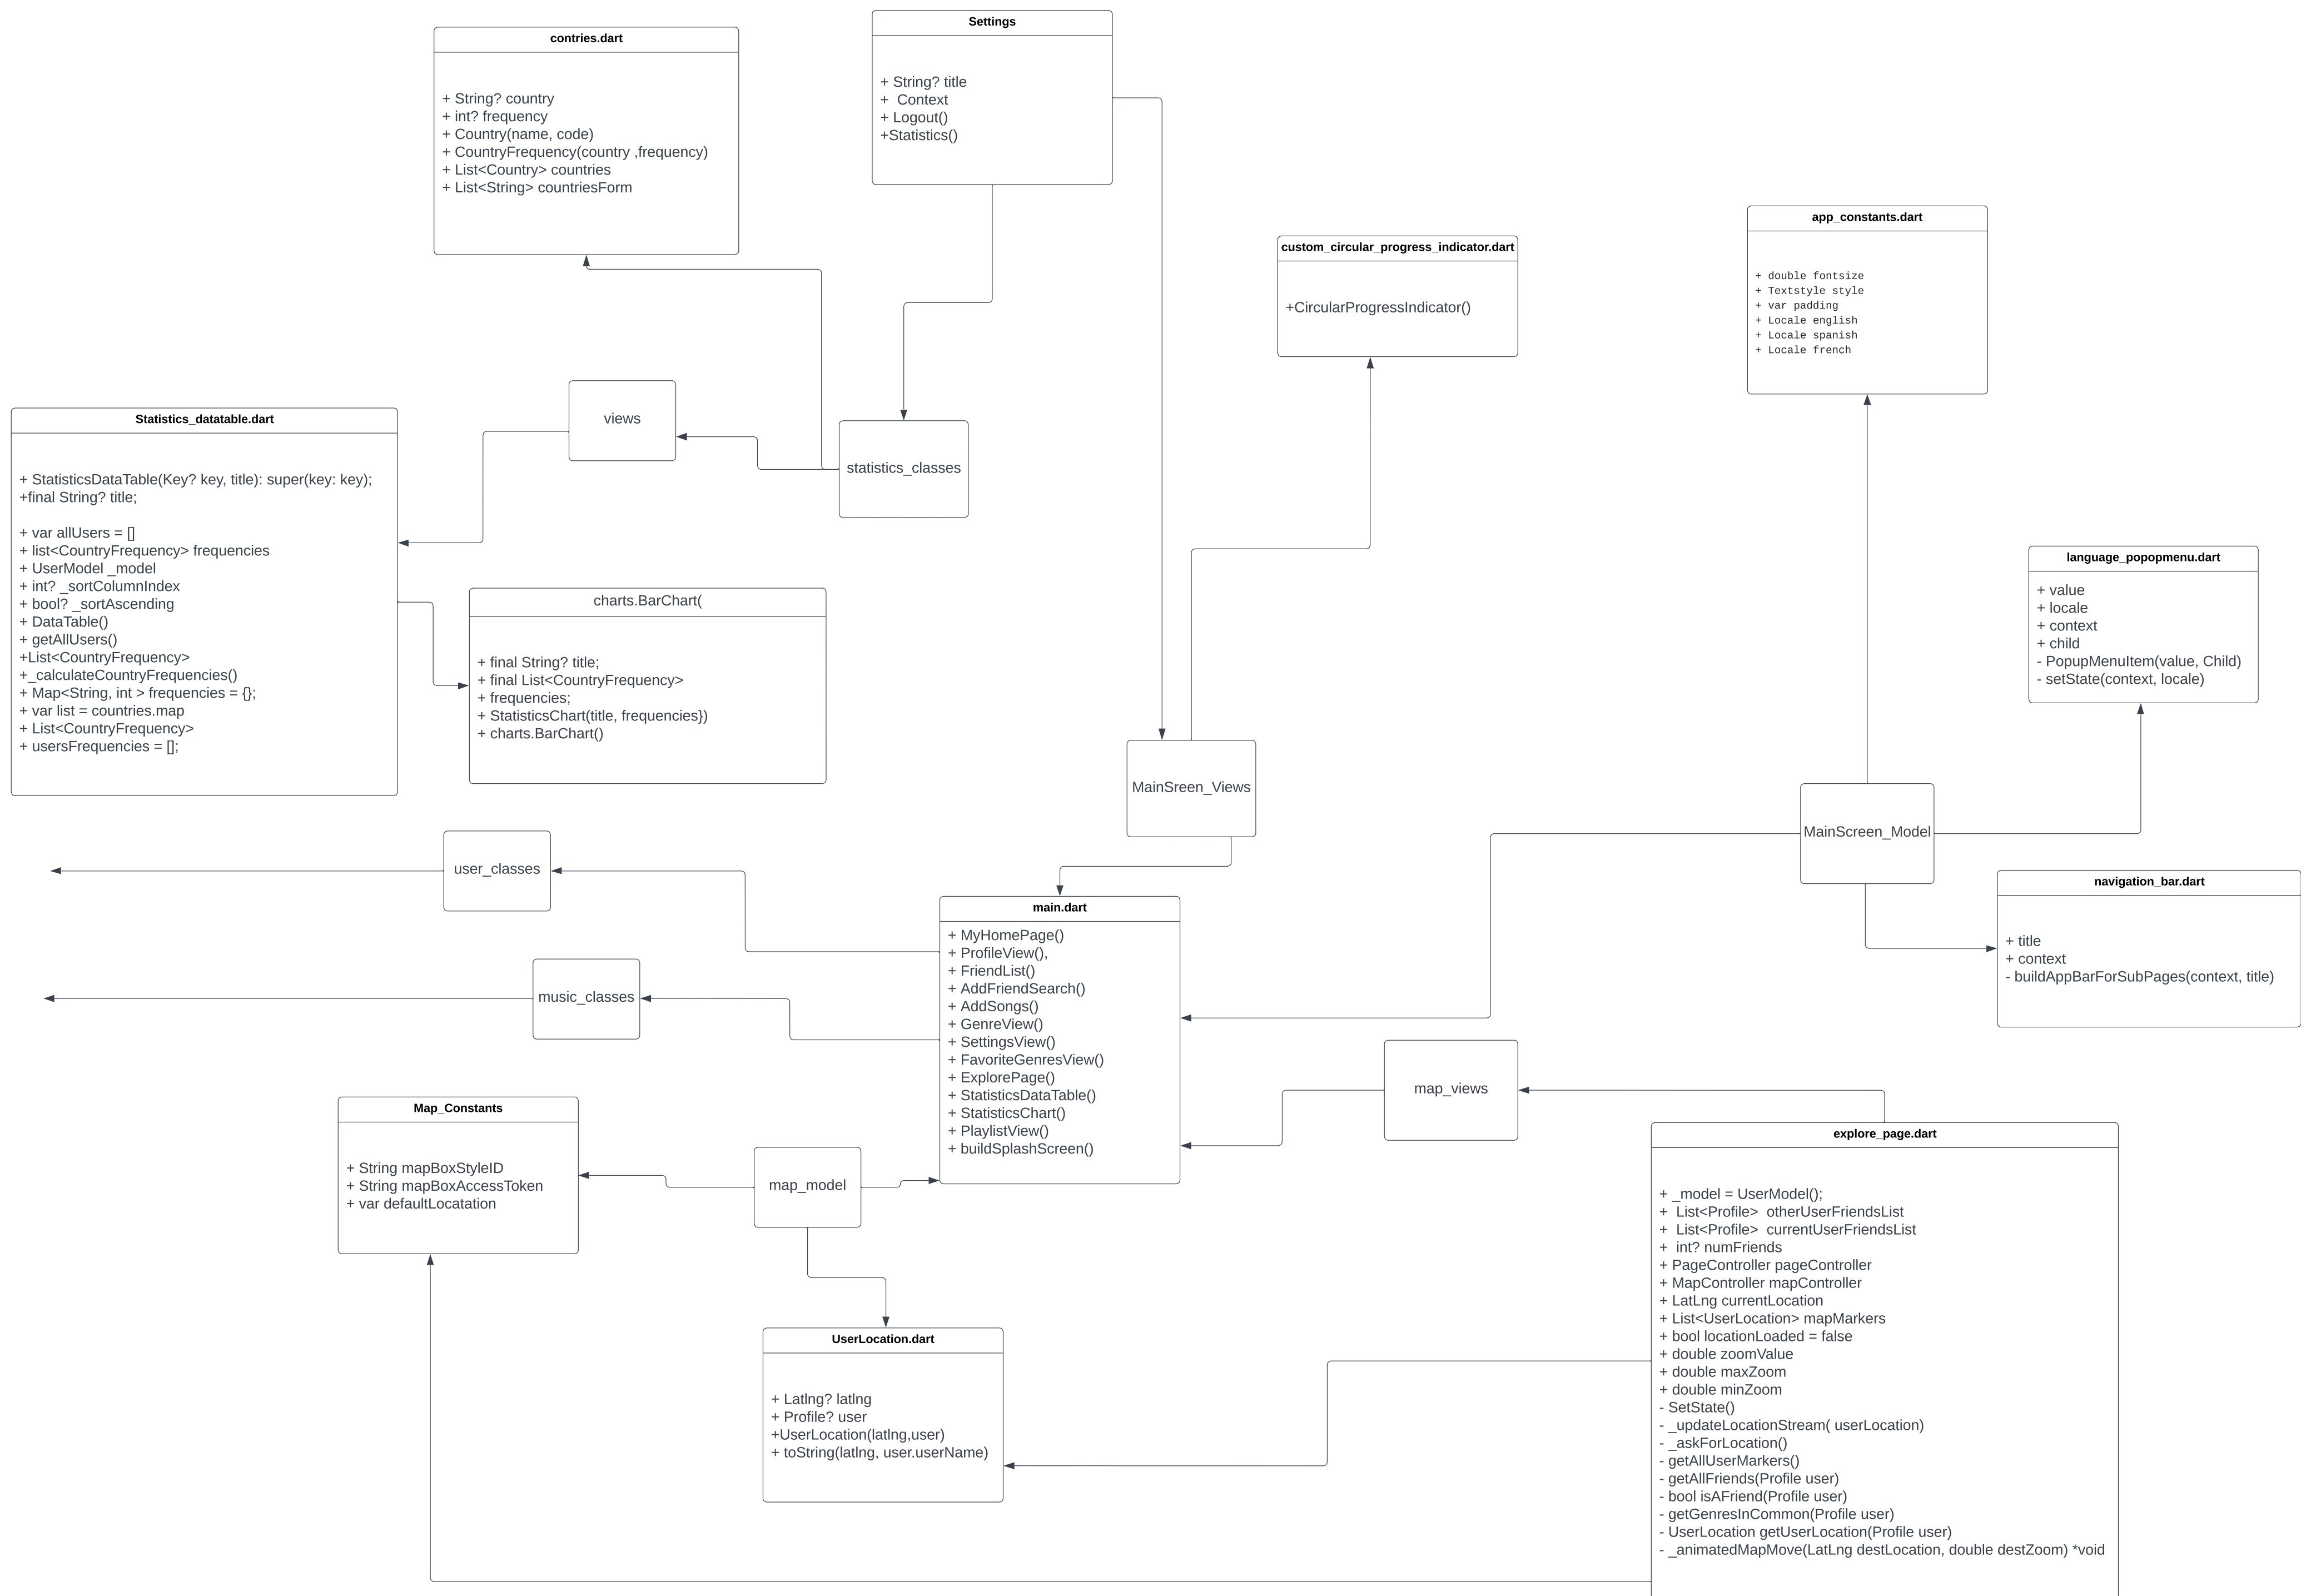 contries.dart
+ String? country
+ int? frequency
+ Country(name, code)
+ CountryFrequency(country ,frequency)
+ List<Country> countries
+ List<String> countriesForm
Settings
+ String? title
+  Context
+ Logout()
+Statistics()
custom_circular_progress_indicator.dart
+CircularProgressIndicator()
app_constants.dart
+ double fontsize
+ Textstyle style
+ var padding
+ Locale english
+ Locale spanish
+ Locale french
views
statistics_classes
Statistics_datatable.dart
+ StatisticsDataTable(Key? key, title): super(key: key);
+final String? title;
+ var allUsers = []
+ list<CountryFrequency> frequencies
+ UserModel _model
+ int? _sortColumnIndex
+ bool? _sortAscending
+ DataTable()
+ getAllUsers()
+List<CountryFrequency>
+_calculateCountryFrequencies()
+ Map<String, int > frequencies = {};
+ var list = countries.map
+ List<CountryFrequency>
+ usersFrequencies = [];
charts.BarChart(
+ final String? title;
+ final List<CountryFrequency>
+ frequencies;
+ StatisticsChart(title, frequencies})
+ charts.BarChart()
language_popopmenu.dart
+ value
+ locale
+ context
+ child
- PopupMenuItem(value, Child)
- setState(context, locale)
MainSreen_Views
MainScreen_Model
user_classes
music_classes
main.dart
+ MyHomePage()
+ ProfileView(),
+ FriendList()
+ AddFriendSearch()
+ AddSongs()
+ GenreView()
+ SettingsView()
+ FavoriteGenresView()
+ ExplorePage()
+ StatisticsDataTable()
+ StatisticsChart()
+ PlaylistView()
+ buildSplashScreen()
navigation_bar.dart
+ title
+ context
- buildAppBarForSubPages(context, title)
map_views
Map_Constants
+ String mapBoxStyleID
+ String mapBoxAccessToken
+ var defaultLocatation
map_model
UserLocation.dart
+ Latlng? latlng
+ Profile? user
+UserLocation(latlng,user)
+ toString(latlng, user.userName)
explore_page.dart
+ _model = UserModel();
+  List<Profile>  otherUserFriendsList
+  List<Profile>  currentUserFriendsList
+  int? numFriends
+ PageController pageController
+ MapController mapController
+ LatLng currentLocation
+ List<UserLocation> mapMarkers
+ bool locationLoaded = false
+ double zoomValue
+ double maxZoom
+ double minZoom
- SetState()
- _updateLocationStream( userLocation)
- _askForLocation()
- getAllUserMarkers()
- getAllFriends(Profile user)
- bool isAFriend(Profile user)
- getGenresInCommon(Profile user)
- UserLocation getUserLocation(Profile user)
- _animatedMapMove(LatLng destLocation, double destZoom) *void